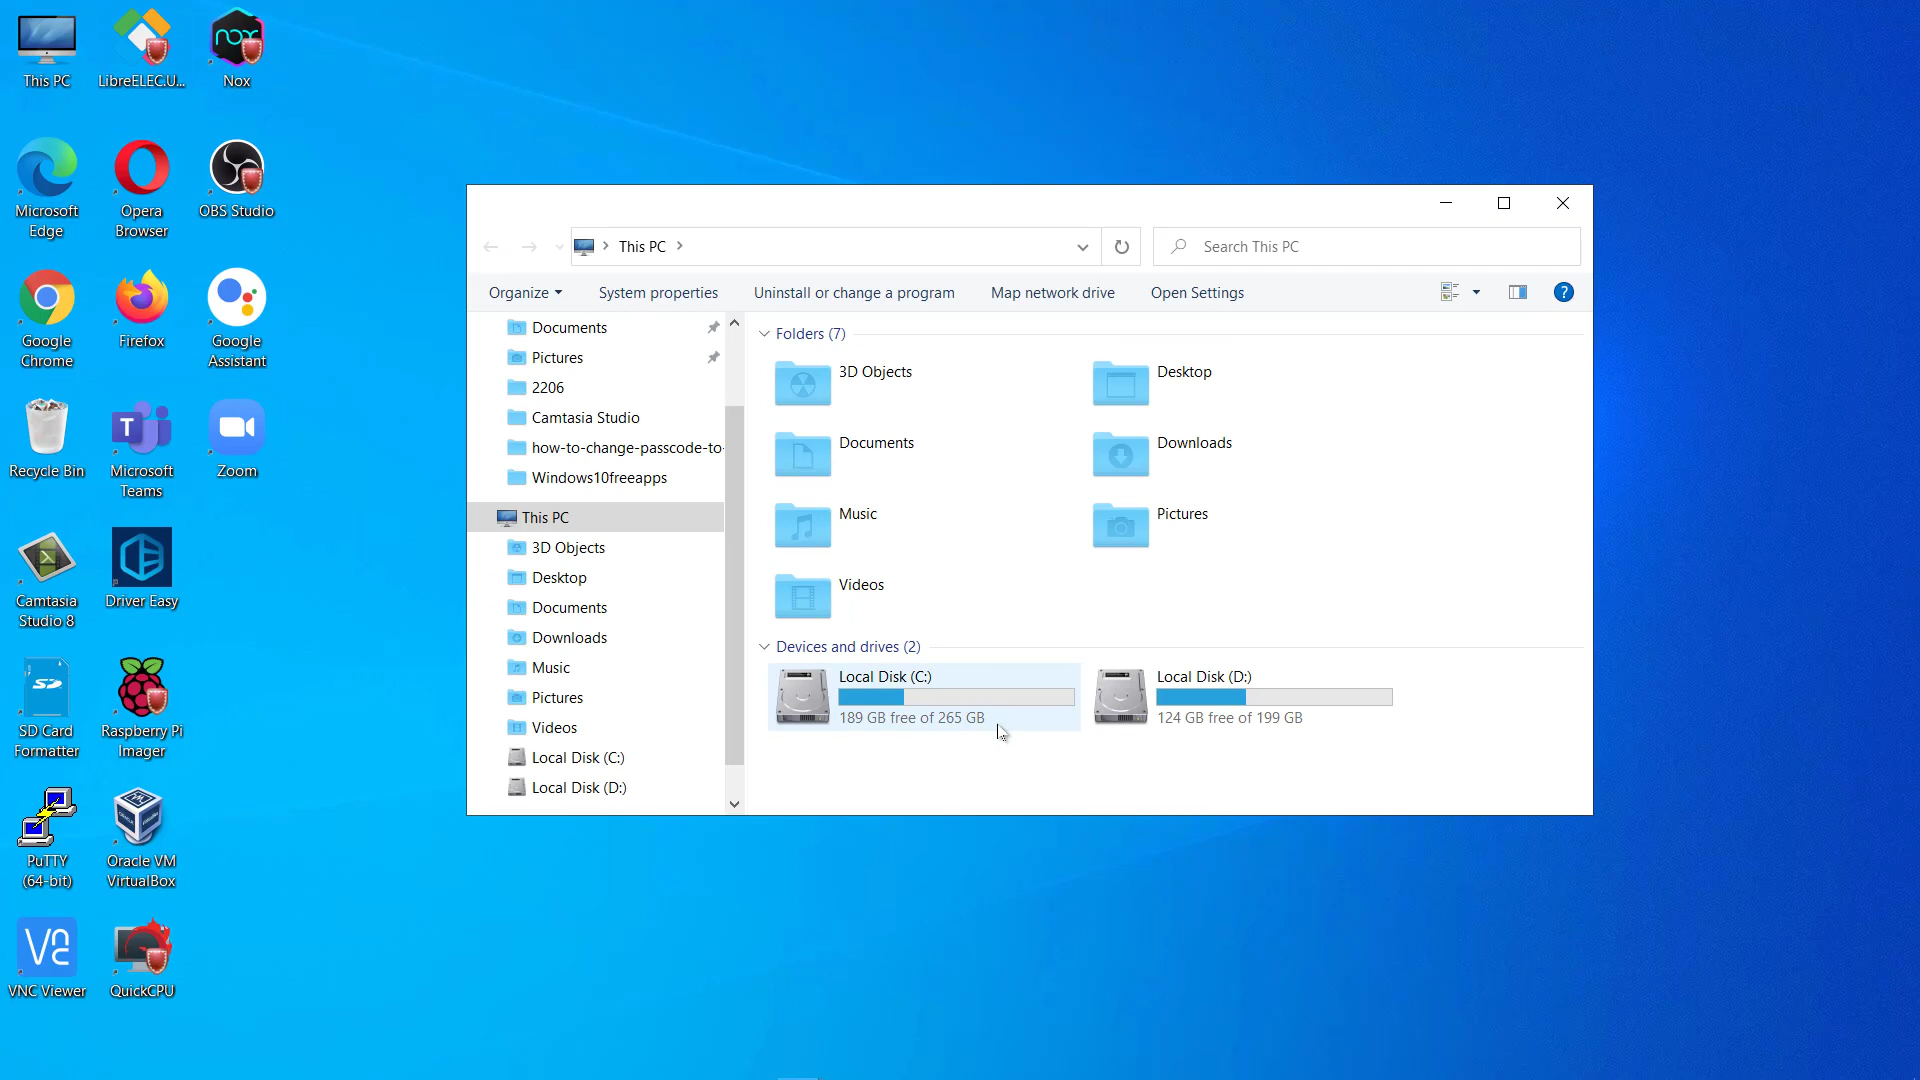 This PC
LibreELEC.U...
Nox
Microsoft
Edge
Opera
Browser
OBS Studio
Google
Chrome
Firefox
Google
Assistant
Recycle Bin
Microsoft
Teams
Zoom
Camtasia
Studio 8
Driver Easy
SD Card
Formatter
Raspberry Pi
Imager
PuTTY
(64-bit)
Oracle VM
VirtualBox
VNC Viewer
QuickCPU
This PC
Search This PC
Organize
System properties
Uninstall or change a program
Map network drive
Open Settings
Documents
Pictures
2206
Camtasia Studio
how-to-change-passcode-to-
Windows10freeapps
This PC
3D Objects
Desktop
Documents
Downloads
Music
Pictures
Videos
Local Disk (C:)
Local Disk (D:)
Folders (7)
3D Objects
Desktop
Documents
Downloads
Music
Pictures
Videos
Devices and drives (2)
Local Disk (C:)
189 GB free of 265 GB
Local Disk (D:)
124 GB free of 199 GB